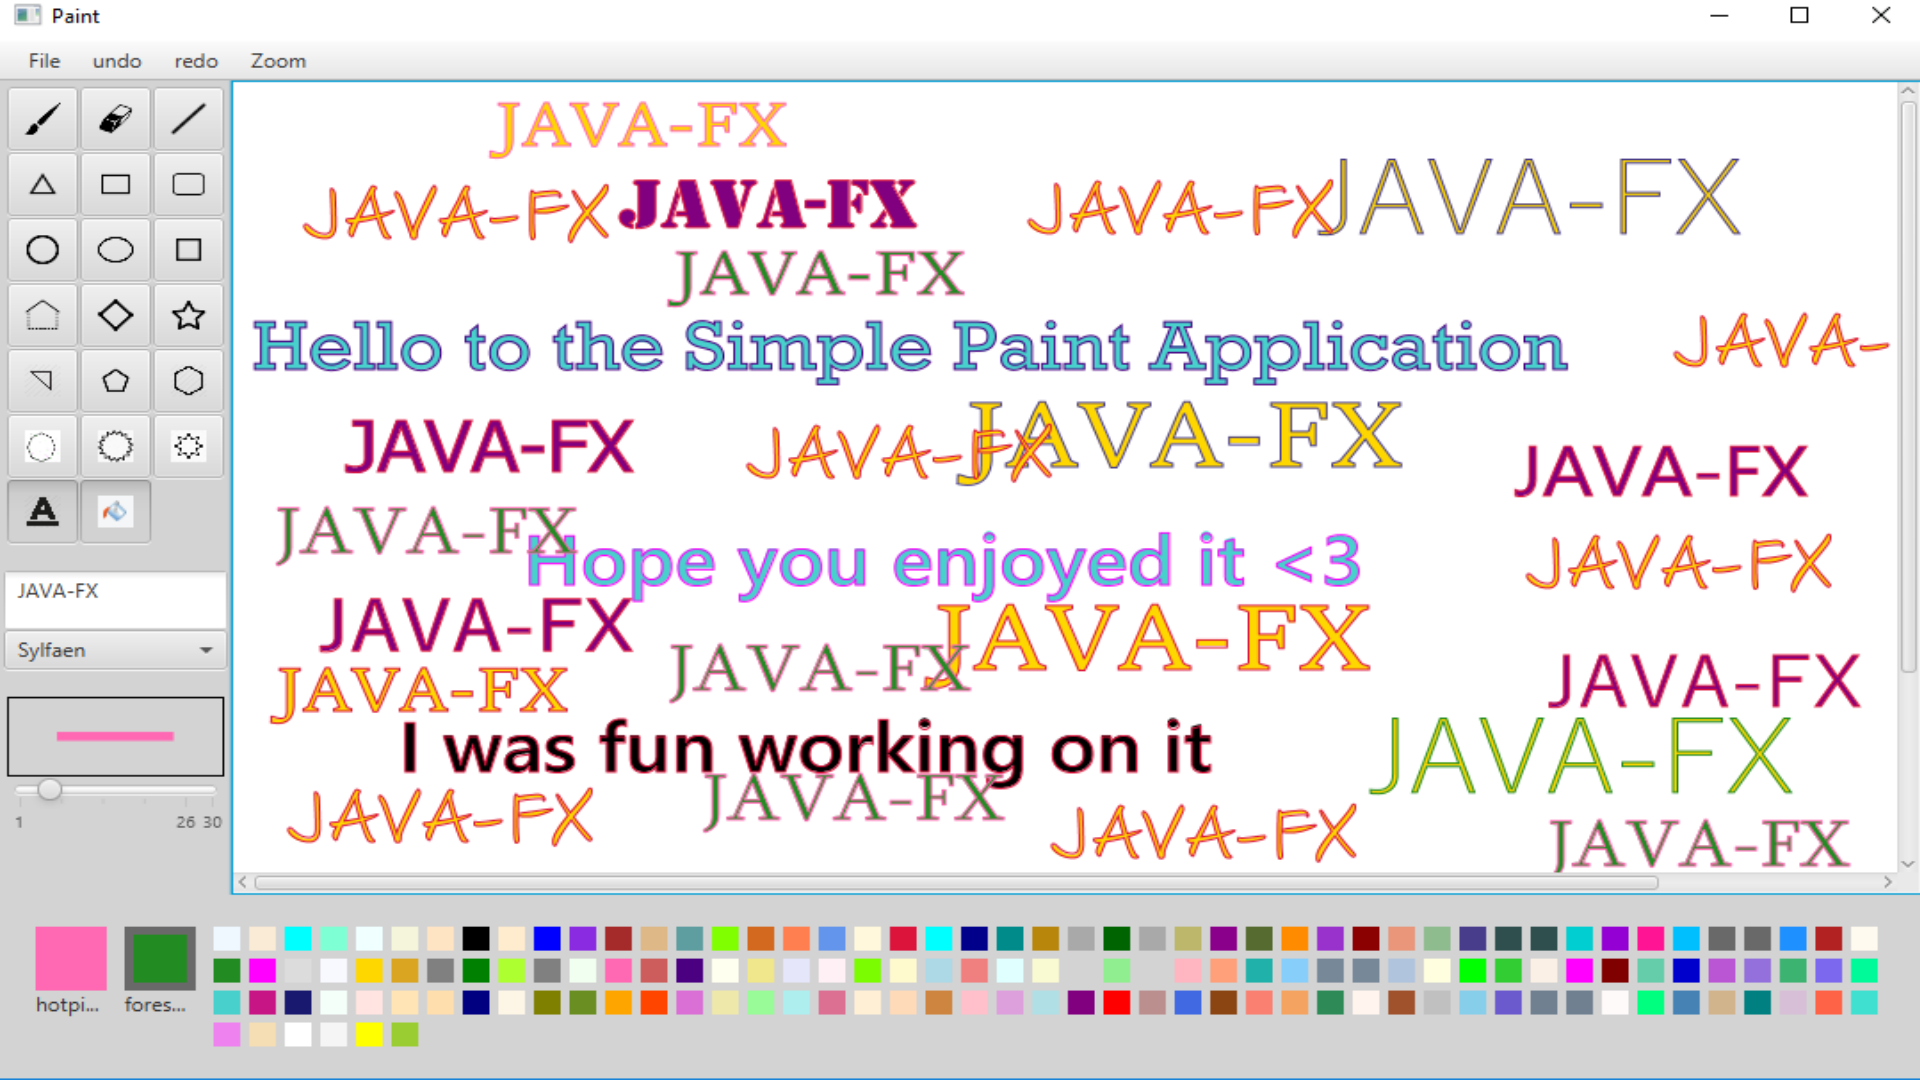 Paint
File undo redo Zoom
JAVA-FX
JAVA-FX JAVA-FX JAVA-FX JAVA-FX
JAVA-FX
Hello to the Simple Paint Application JAVA-
JAVA-FX JAVA-FX JAVA-FX JAVA-FX
JAVA-FX
Hope you enjoyed it <3 JAVA-FX
JAVA-FX
Sylfaen
JAVA-FX JAVA-FX
JAVA-FX JAVA-FX JAVA-FX
I was fun working on it JAVA-FX
JAVA-FX JAVA-FX JAVA-FX JAVA-FX
1 26 30
hotpi... fores...